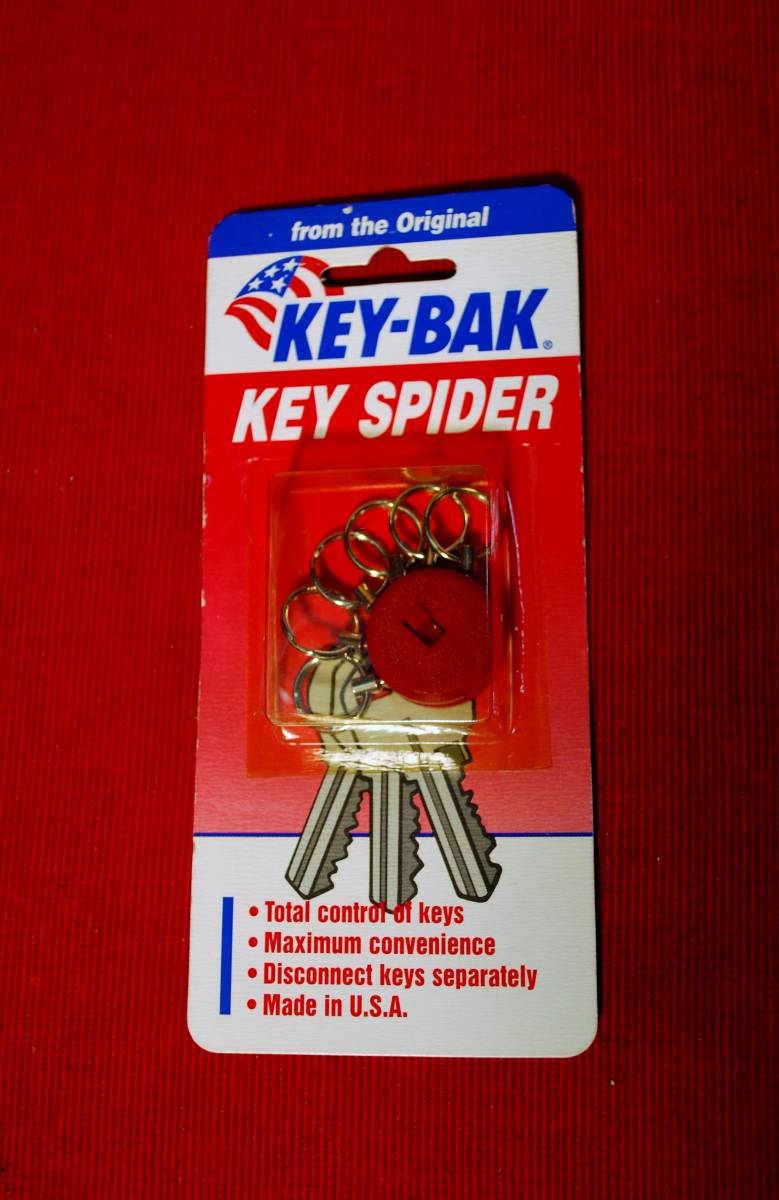 from the Original
KEY-BAK®
KEY SPIDER
• Total control of keys
• Maximum convenience
• Disconnect keys separately
• Made in U.S.A.